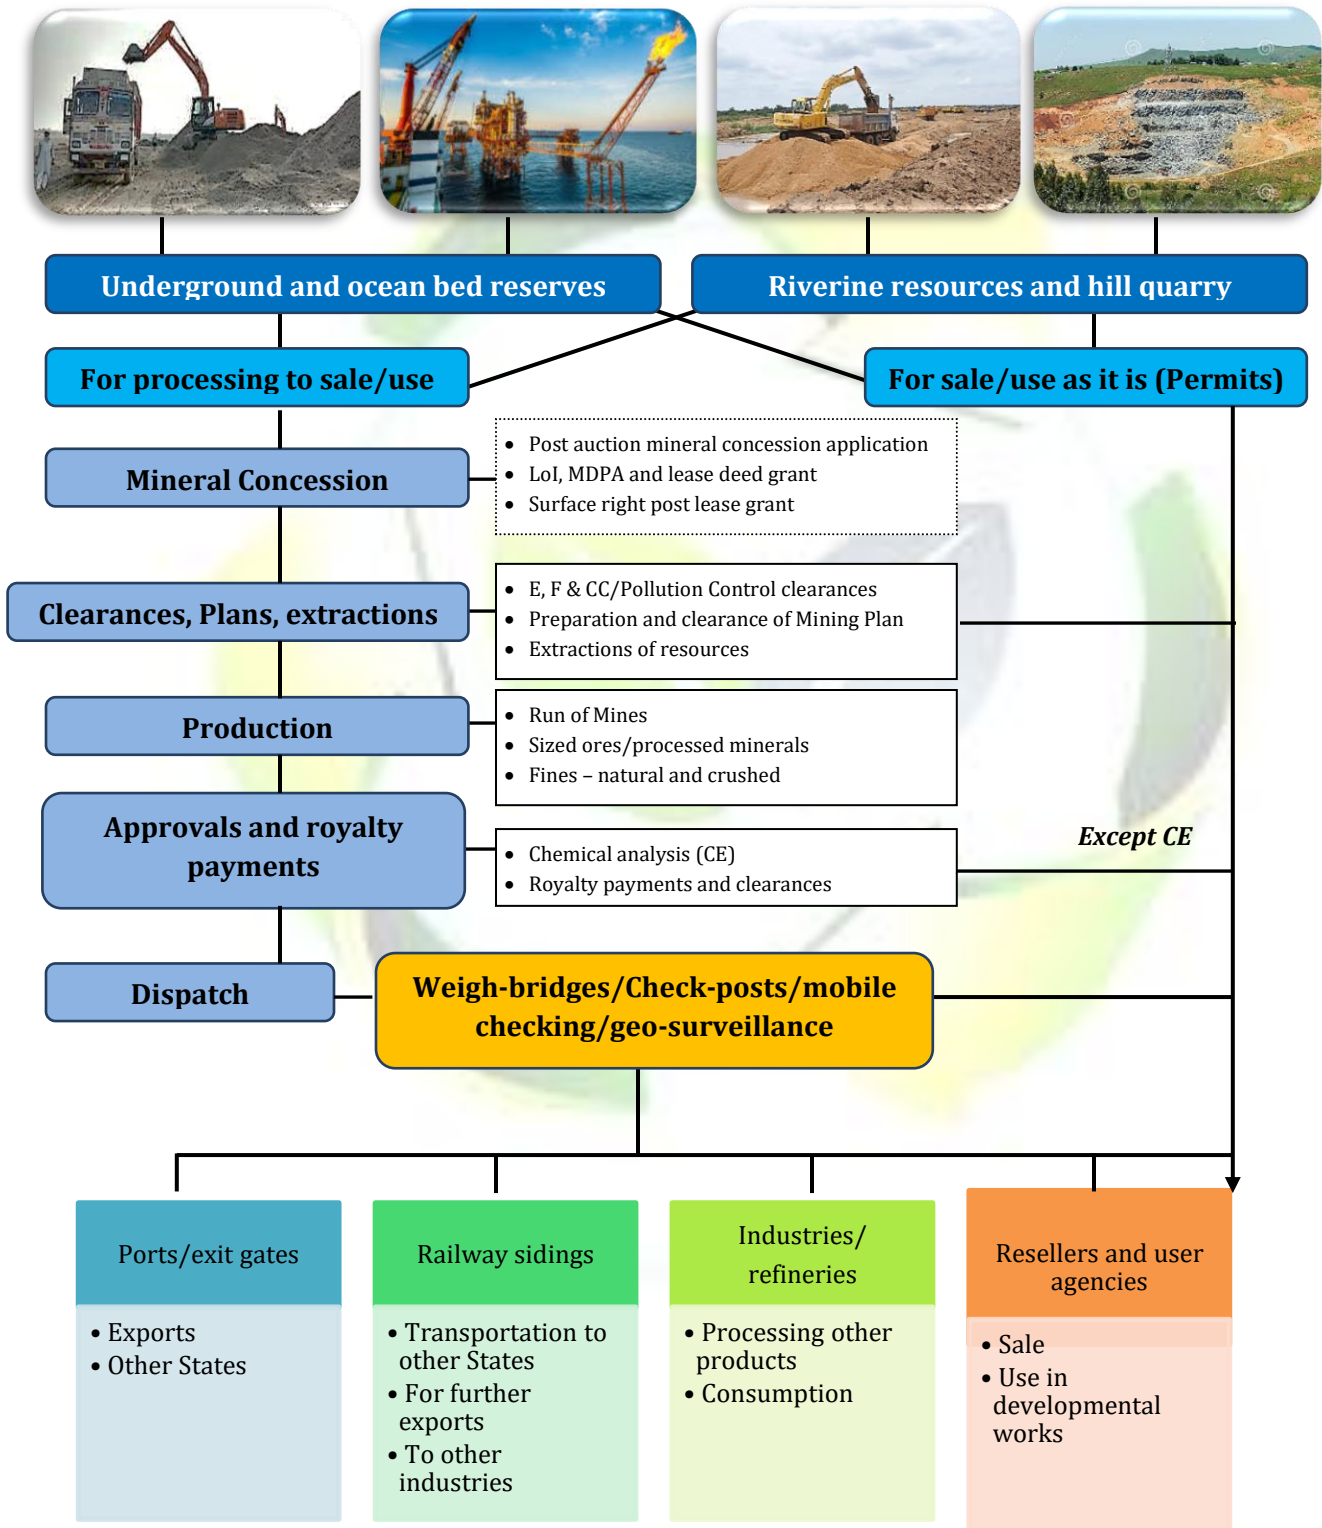 Underground and ocean bed reserves
Riverine resources and hill quarry
For processing to sale/use
For sale/use as it is (Permits)
Mineral Concession
• Post auction mineral concession application
• LoI, MDPA and lease deed grant
• Surface right post lease grant
Clearances, Plans, extractions
• E, F & CC/Pollution Control clearances
• Preparation and clearance of Mining Plan
• Extractions of resources
Production
• Run of Mines
• Sized ores/processed minerals
• Fines – natural and crushed
Approvals and royalty
payments
• Chemical analysis (CE)
• Royalty payments and clearances
Except CE
Dispatch
Weigh-bridges/Check-posts/mobile
checking/geo-surveillance
Ports/exit gates
• Exports
• Other States
Railway sidings
• Transportation to
other States
• For further
exports
• To other
industries
Industries/
refineries
• Processing other
products
• Consumption
Resellers and user
agencies
• Sale
• Use in
developmental
works